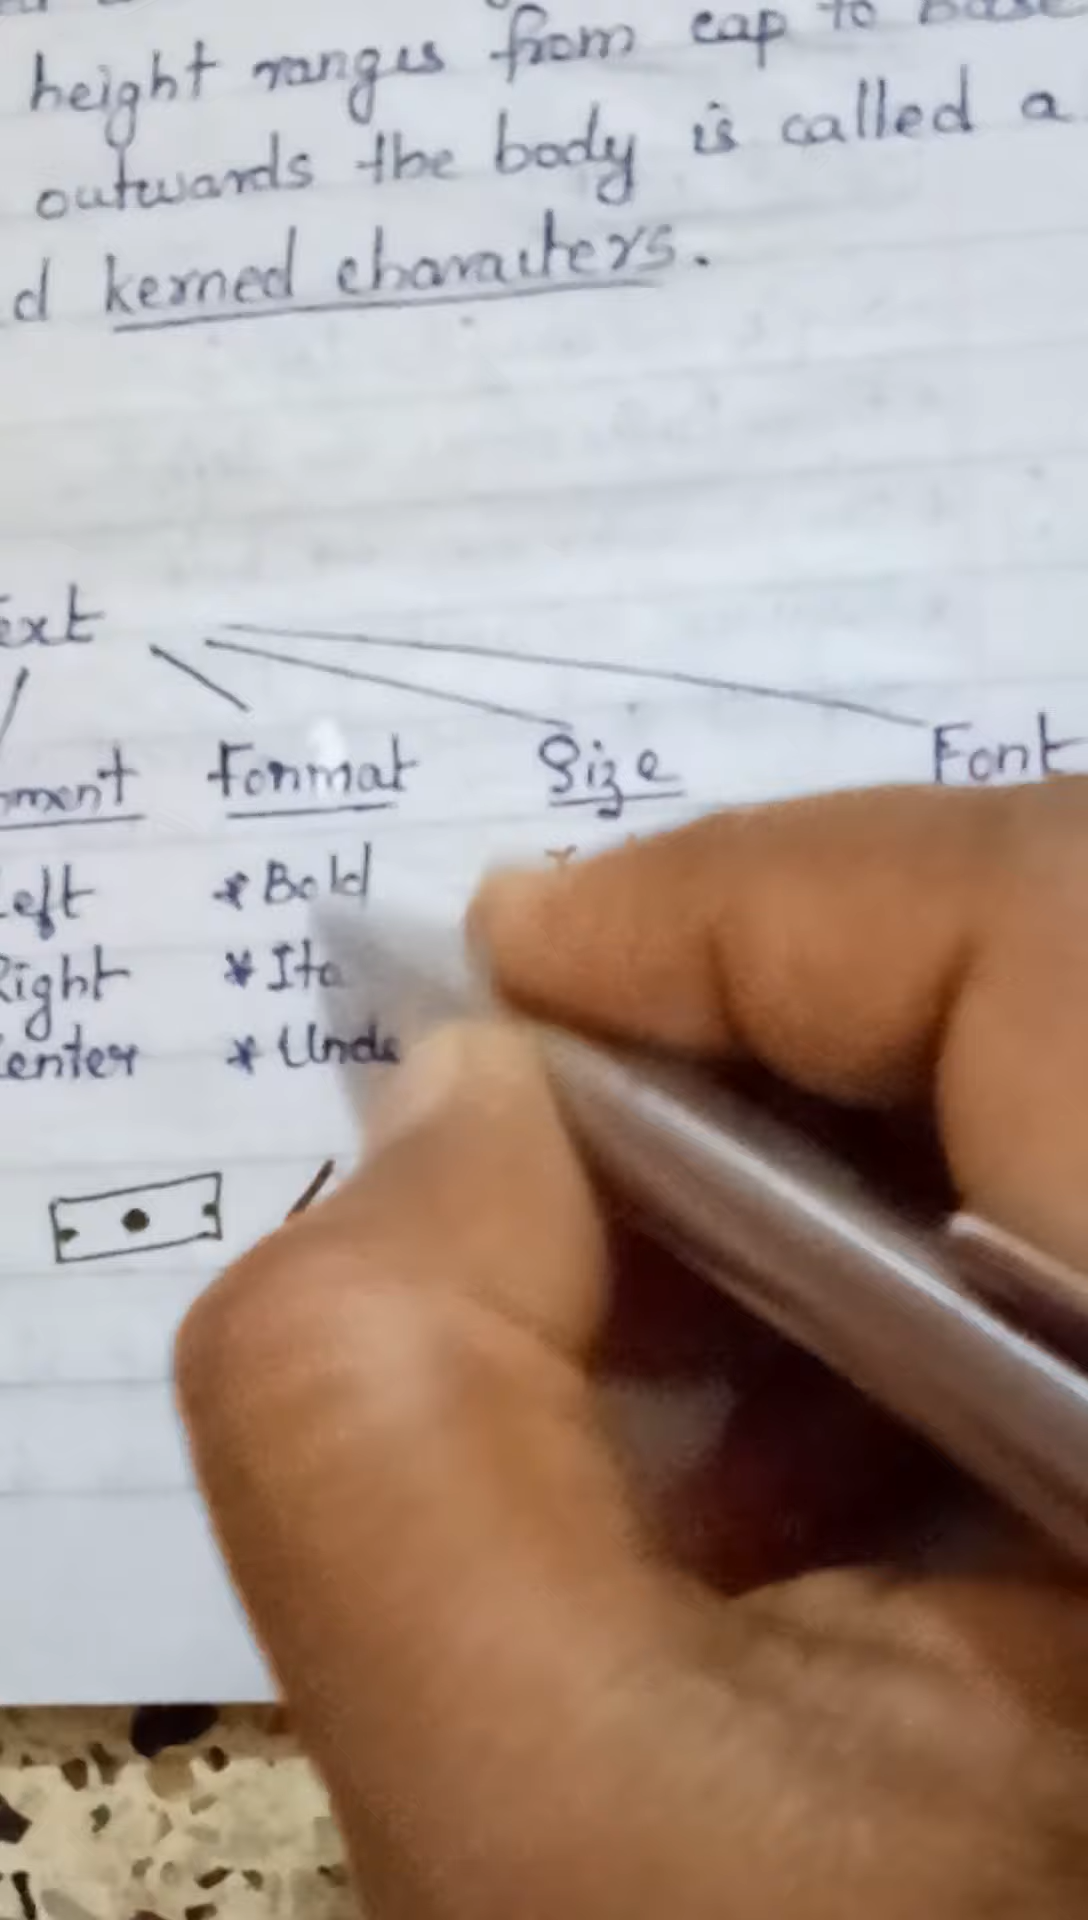 height ranges from cap to Base
outwards the body is called a
d kerned characters.
ext
ment Format Size Font
Left * Bold
Right * Ita
Center * Unde